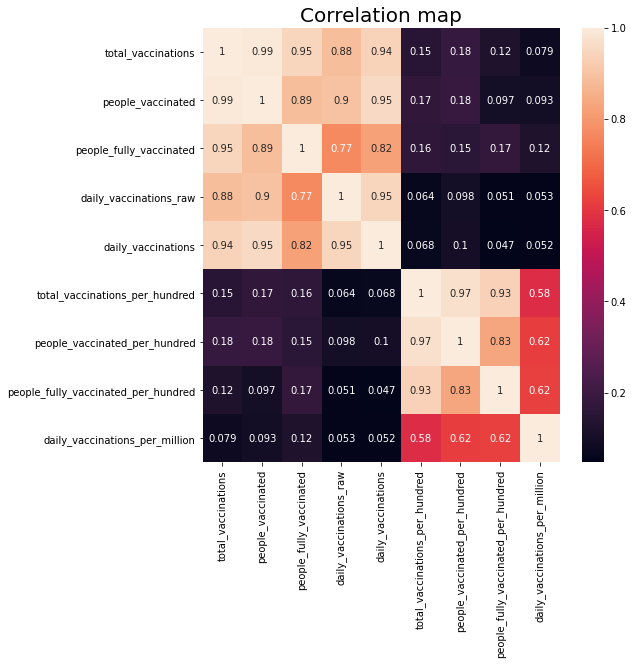 Correlation map
total_vaccinations 1 0.99 0.95 0.88 0.94 0.15 0.18 0.12 0.079
people_vaccinated 0.99 1 0.89 0.9 0.95 0.17 0.18 0.097 0.093
people_fully_vaccinated 0.95 0.89 1 0.77 0.82 0.16 0.15 0.17 0.12
daily_vaccinations_raw 0.88 0.9 0.77 1 0.95 0.064 0.098 0.051 0.053
daily_vaccinations 0.94 0.95 0.82 0.95 1 0.068 0.1 0.047 0.052
total_vaccinations_per_hundred 0.15 0.17 0.16 0.064 0.068 1 0.97 0.93 0.58
people_vaccinated_per_hundred 0.18 0.18 0.15 0.098 0.1 0.97 1 0.83 0.62
people_fully_vaccinated_per_hundred 0.12 0.097 0.17 0.051 0.047 0.93 0.83 1 0.62
daily_vaccinations_per_million 0.079 0.093 0.12 0.053 0.052 0.58 0.62 0.62 1
total_vaccinations
people_vaccinated
people_fully_vaccinated
daily_vaccinations_raw
daily_vaccinations
total_vaccinations_per_hundred
people_vaccinated_per_hundred
people_fully_vaccinated_per_hundred
daily_vaccinations_per_million
1.0
0.8
0.6
0.4
0.2